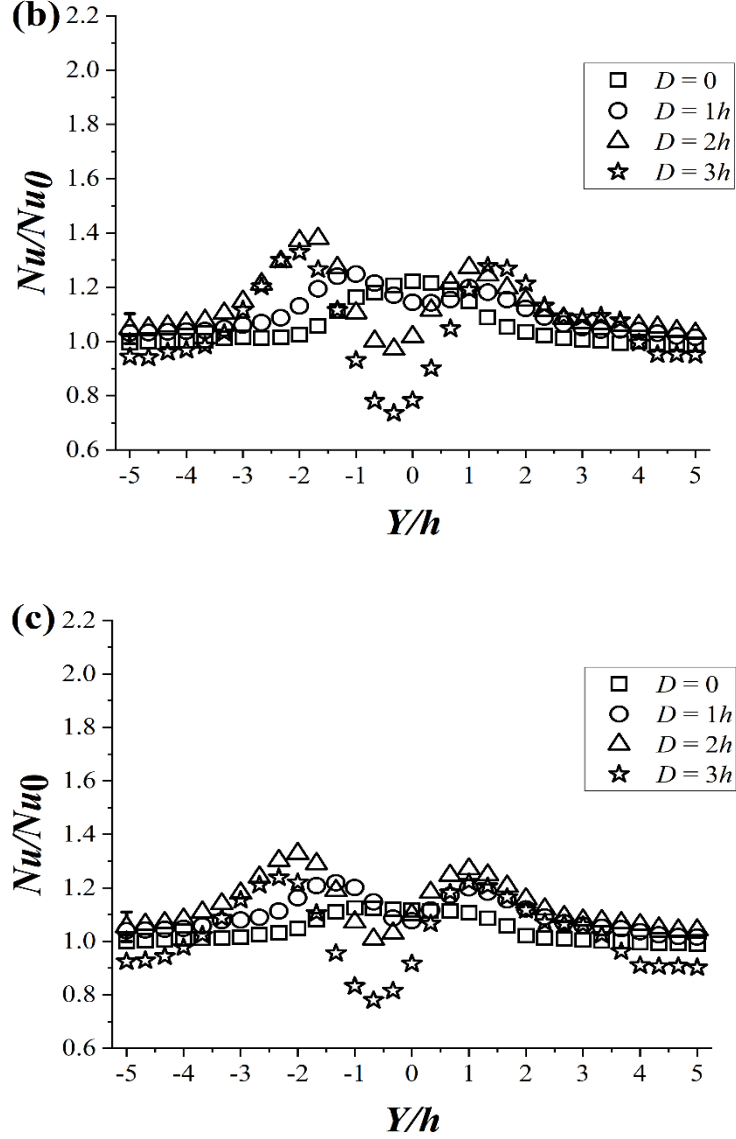 (b)
2.2
2.0
1.8
1.6
1.4
1.2
1.0
0.8
0.6
Nu/Nu0
D = 0
D = 1h
D = 2h
D = 3h
-5 -4 -3 -2 -1 0 1 2 3 4 5
Y/h
(c)
2.2
2.0
1.8
1.6
1.4
1.2
1.0
0.8
0.6
Nu/Nu0
D = 0
D = 1h
D = 2h
D = 3h
-5 -4 -3 -2 -1 0 1 2 3 4 5
Y/h